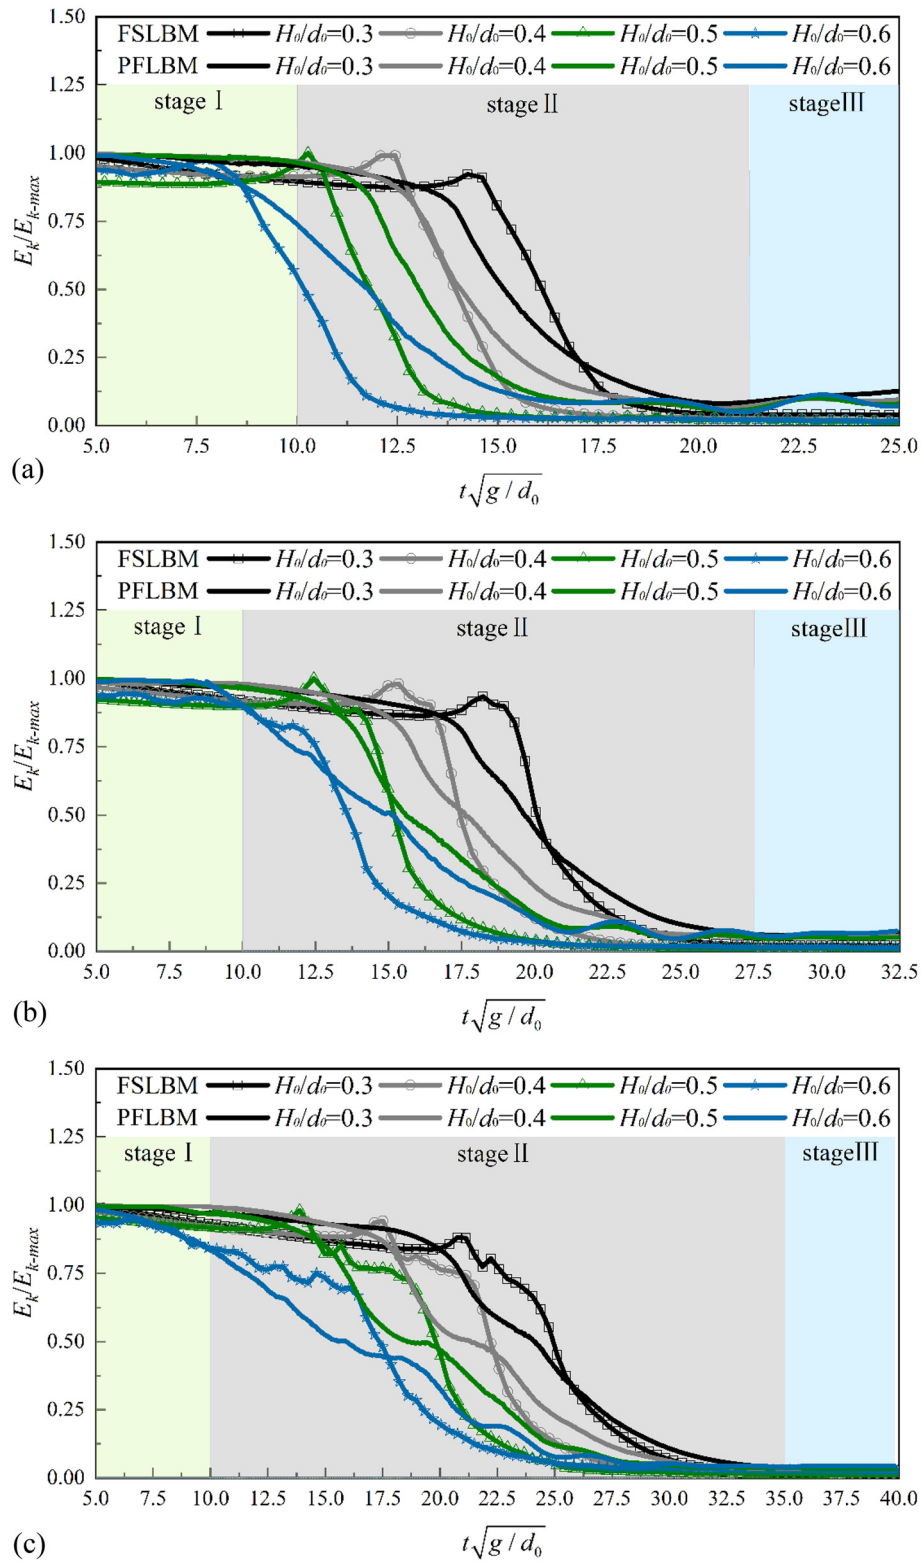 FSLBM H₀/d₀=0.3 H₀/d₀=0.4 H₀/d₀=0.5 H₀/d₀=0.6
PFLBM H₀/d₀=0.3 H₀/d₀=0.4 H₀/d₀=0.5 H₀/d₀=0.6
stage Ⅰ stage Ⅱ stageⅢ
1.50
1.25
1.00
0.75
0.50
0.25
0.00
Eₖ/Eₖ₋ₘₐₓ
5.0 7.5 10.0 12.5 15.0 17.5 20.0 22.5 25.0
(a)
t√g/d₀
FSLBM H₀/d₀=0.3 H₀/d₀=0.4 H₀/d₀=0.5 H₀/d₀=0.6
PFLBM H₀/d₀=0.3 H₀/d₀=0.4 H₀/d₀=0.5 H₀/d₀=0.6
stage Ⅰ stage Ⅱ stageⅢ
1.50
1.25
1.00
0.75
0.50
0.25
0.00
Eₖ/Eₖ₋ₘₐₓ
5.0 7.5 10.0 12.5 15.0 17.5 20.0 22.5 25.0 27.5 30.0 32.5
(b)
t√g/d₀
FSLBM H₀/d₀=0.3 H₀/d₀=0.4 H₀/d₀=0.5 H₀/d₀=0.6
PFLBM H₀/d₀=0.3 H₀/d₀=0.4 H₀/d₀=0.5 H₀/d₀=0.6
stage Ⅰ stage Ⅱ stageⅢ
1.50
1.25
1.00
0.75
0.50
0.25
0.00
Eₖ/Eₖ₋ₘₐₓ
5.0 7.5 10.0 12.5 15.0 17.5 20.0 22.5 25.0 27.5 30.0 32.5 35.0 37.5 40.0
(c)
t√g/d₀